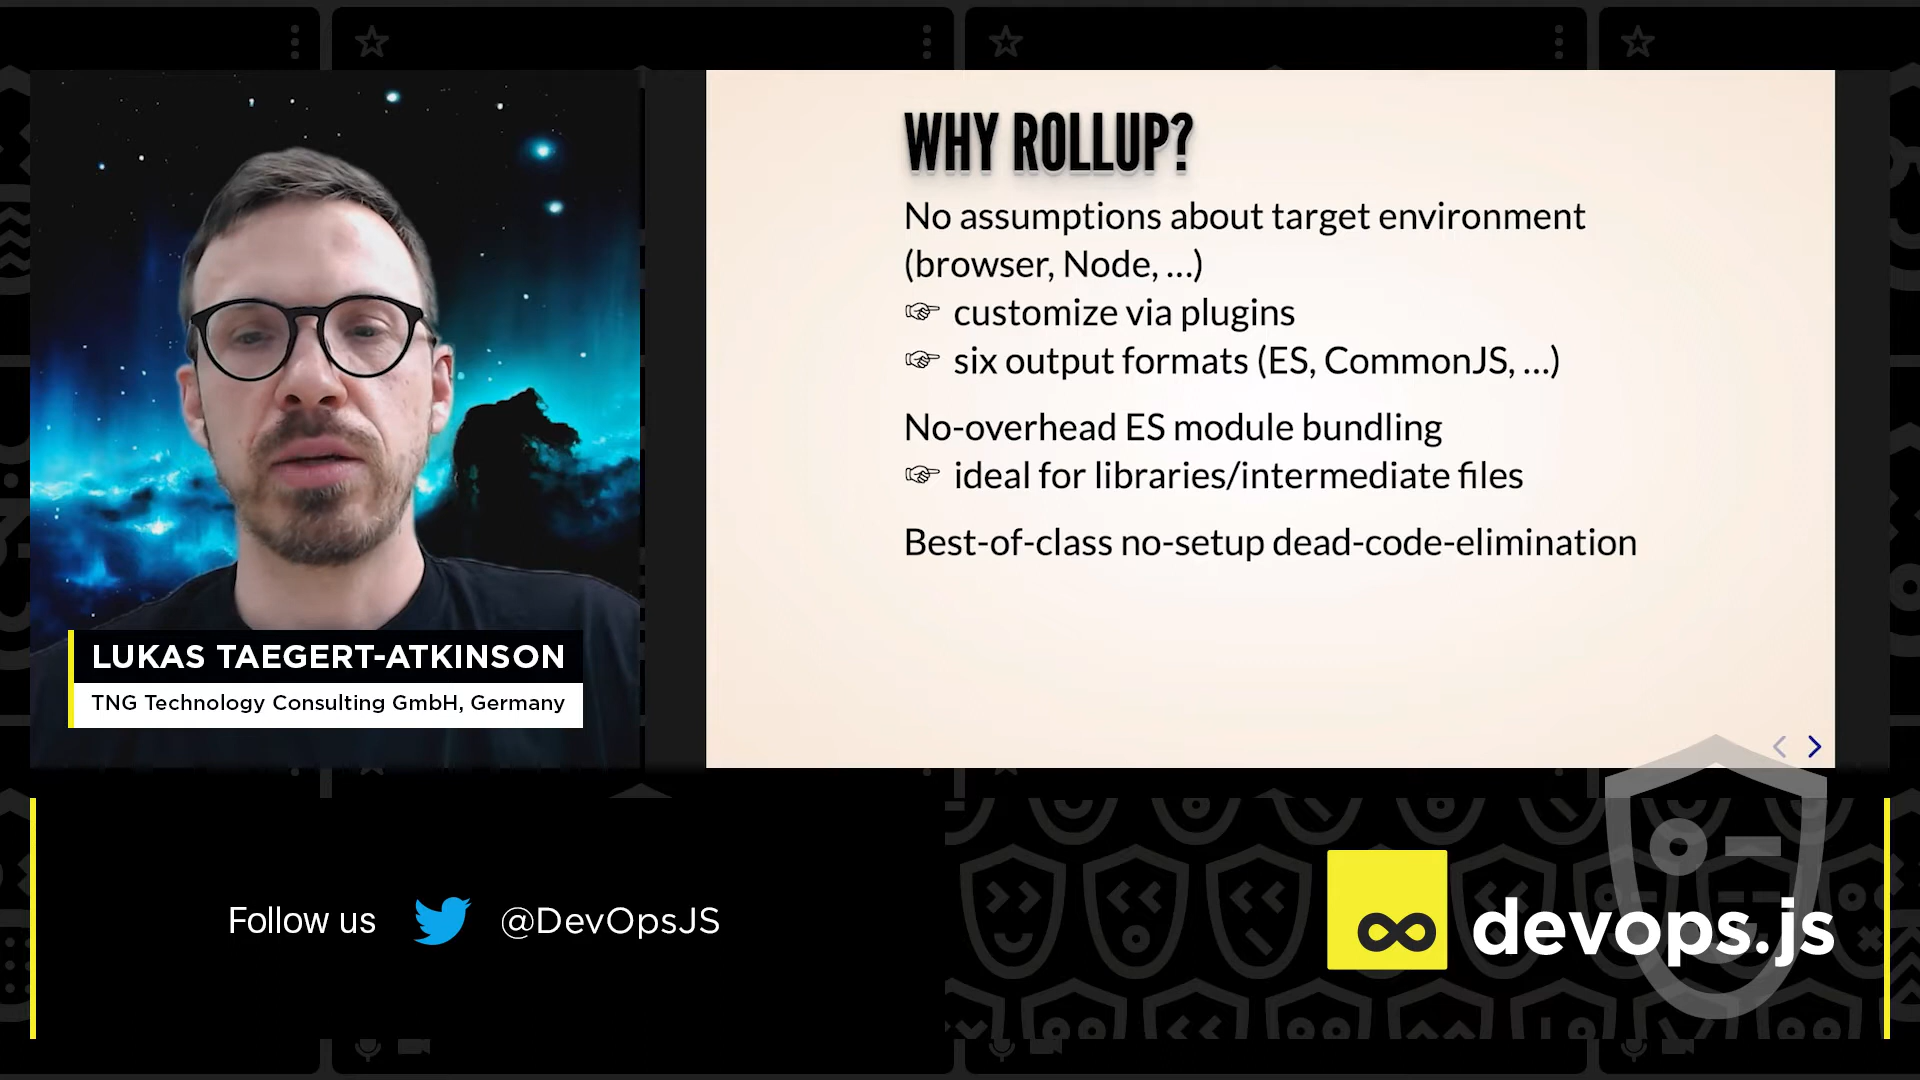 WHY ROLLUP?
No assumptions about target environment
(browser, Node, ...)
☞ customize via plugins
☞ six output formats (ES, CommonJS, ...)
No-overhead ES module bundling
☞ ideal for libraries/intermediate files
Best-of-class no-setup dead-code-elimination
LUKAS TAEGERT-ATKINSON
TNG Technology Consulting GmbH, Germany
Follow us @DevOpsJS
devops.js